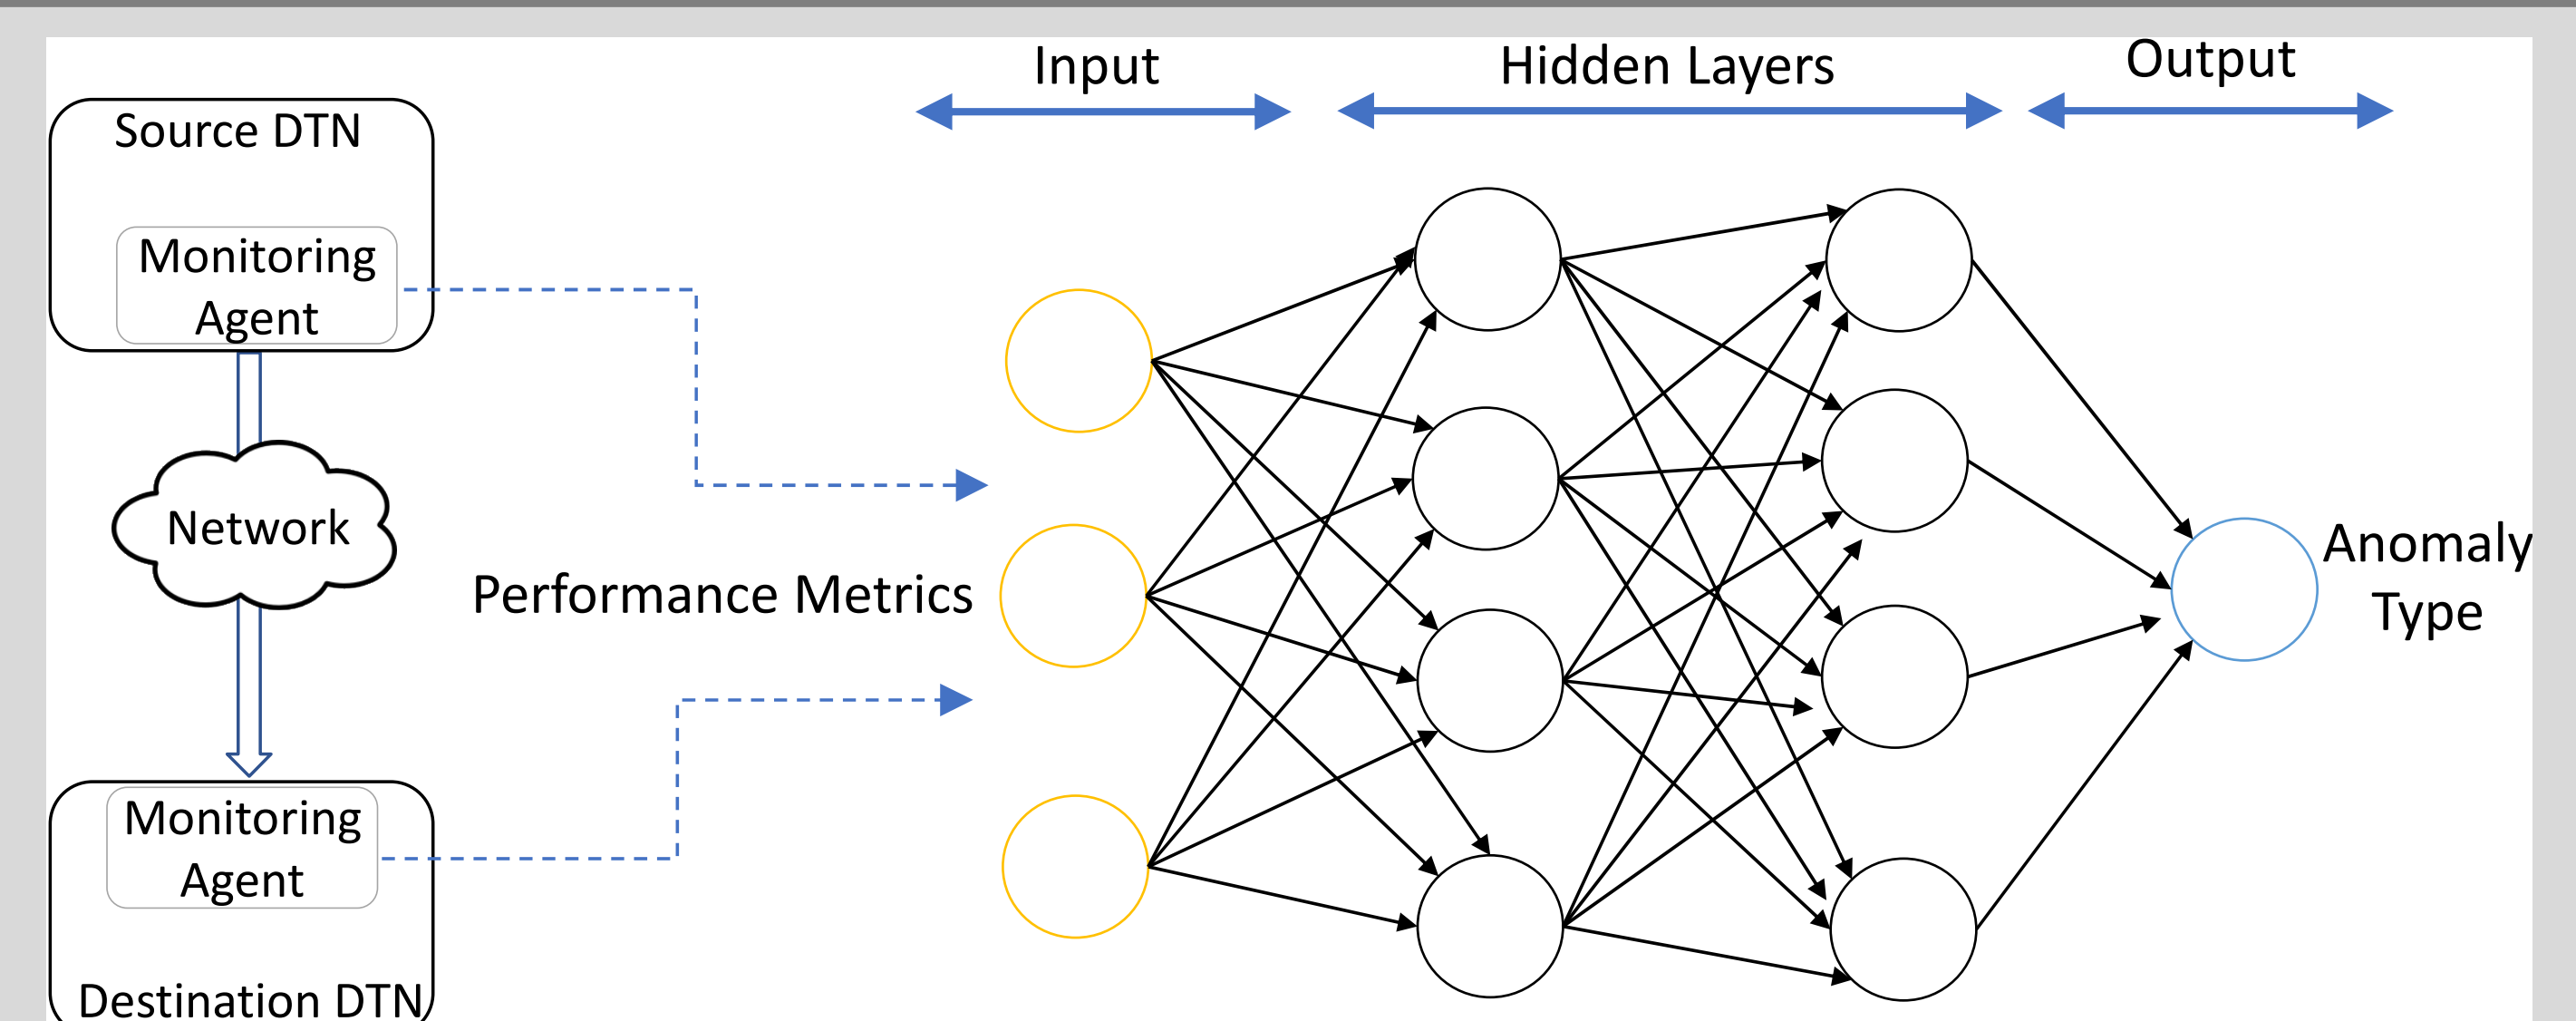 Input
Hidden Layers
Output
Source DTN
Monitoring
Agent
Network
Performance Metrics
Anomaly
Type
Monitoring
Agent
Destination DTN